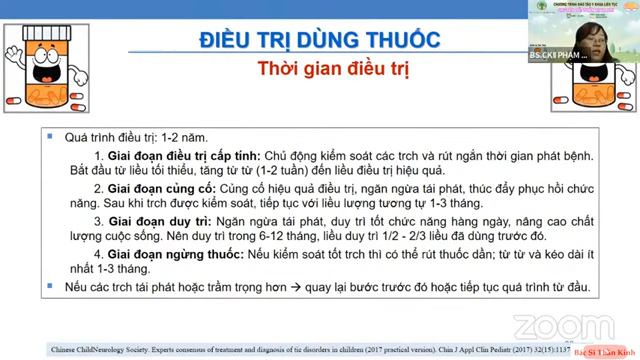 CHƯƠNG TRÌNH ĐÀO TẠO Y KHOA LIÊN TỤC
BS.CKII PHẠM ...
ĐIỀU TRỊ DÙNG THUỐC
Thời gian điều trị
Quá trình điều trị: 1-2 năm.
1. Giai đoạn điều trị cấp tính: Chủ động kiểm soát các trch và rút ngắn thời gian phát bệnh.
Bắt đầu từ liều tối thiểu, tăng từ từ (1-2 tuần) đến liều điều trị hiệu quả.
2. Giai đoạn củng cố: Củng cố hiệu quả điều trị, ngăn ngừa tái phát, thúc đẩy phục hồi chức
năng. Sau khi trch được kiểm soát, tiếp tục với liều lượng tương tự 1-3 tháng.
3. Giai đoạn duy trì: Ngăn ngừa tái phát, duy trì tốt chức năng hàng ngày, nâng cao chất
lượng cuộc sống. Nên duy trì trong 6-12 tháng, liều duy trì 1/2 - 2/3 liều đã dùng trước đó.
4. Giai đoạn ngừng thuốc: Nếu kiểm soát tốt trch thì có thể rút thuốc dần; từ từ và kéo dài ít
nhất 1-3 tháng.
Nếu các trch tái phát hoặc trầm trọng hơn → quay lại bước trước đó hoặc tiếp tục quá trình từ đầu.
zoom
Chinese ChildNeurology Society. Experts consensus of treatment and diagnosis of tic disorders in children (2017 practical version). Chin J Appl Clin Pediatr (2017) 32(15):1137
Bác Sĩ Thần Kinh